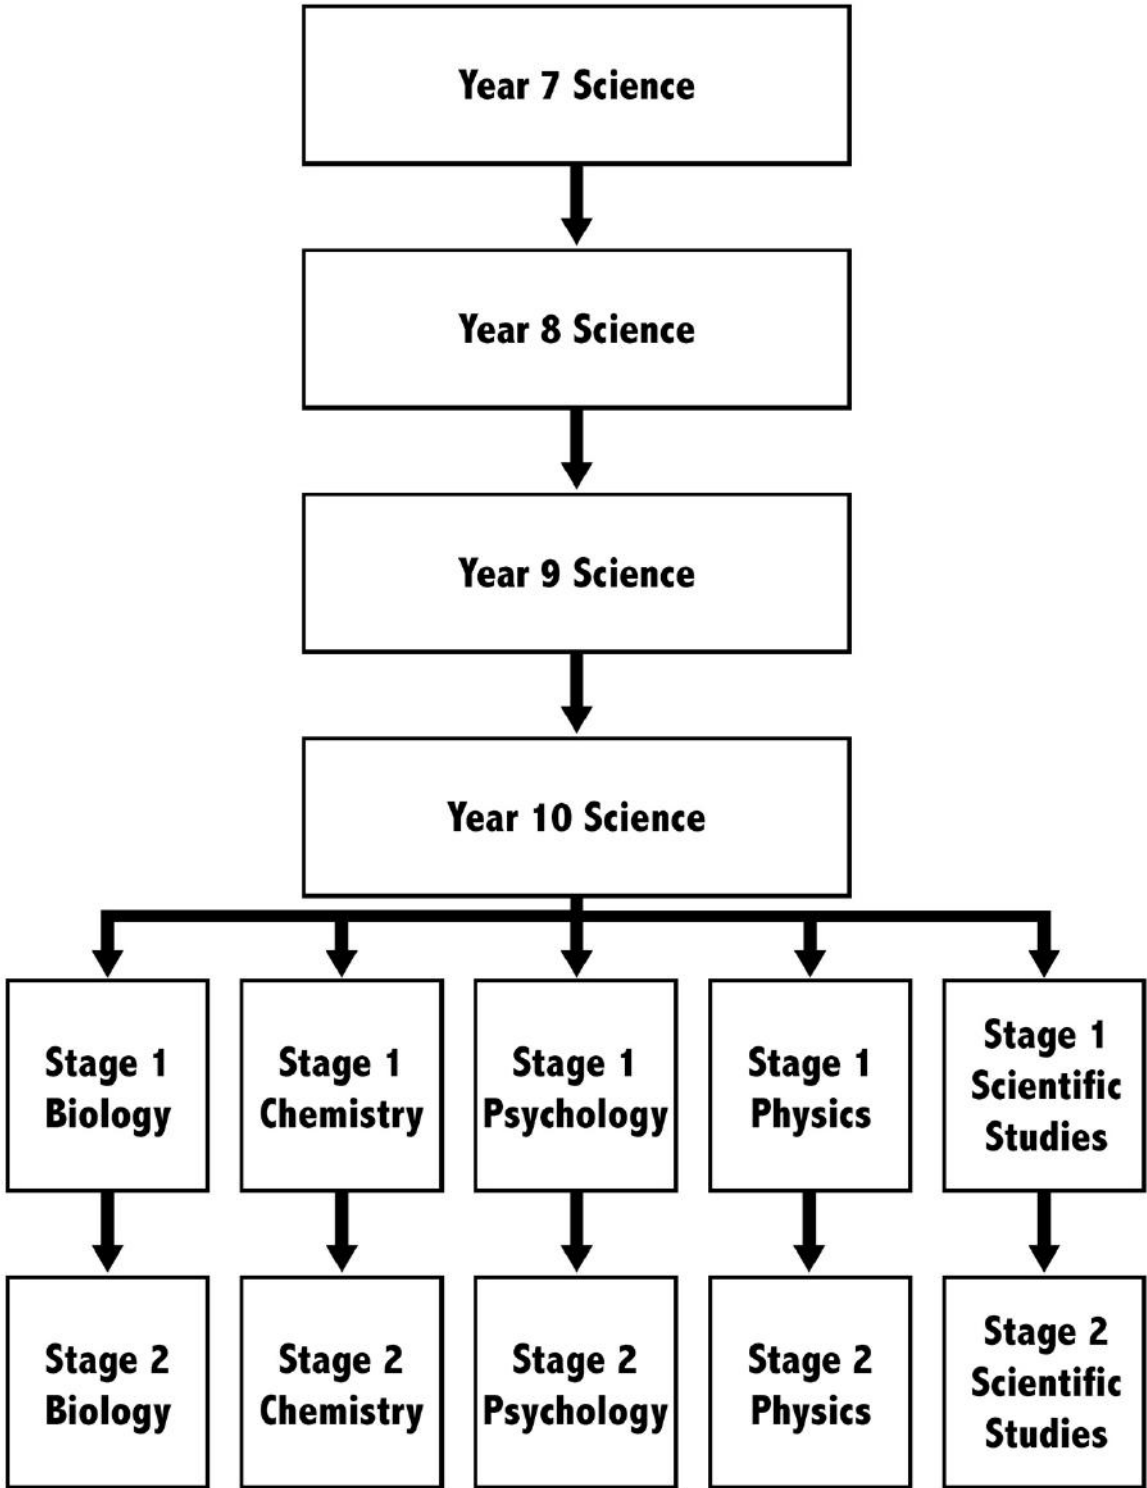 Year 7 Science
Year 8 Science
Year 9 Science
Year 10 Science
Stage 1
Biology
Stage 1
Chemistry
Stage 1
Psychology
Stage 1
Physics
Stage 1
Scientific
Studies
Stage 2
Biology
Stage 2
Chemistry
Stage 2
Psychology
Stage 2
Physics
Stage 2
Scientific
Studies